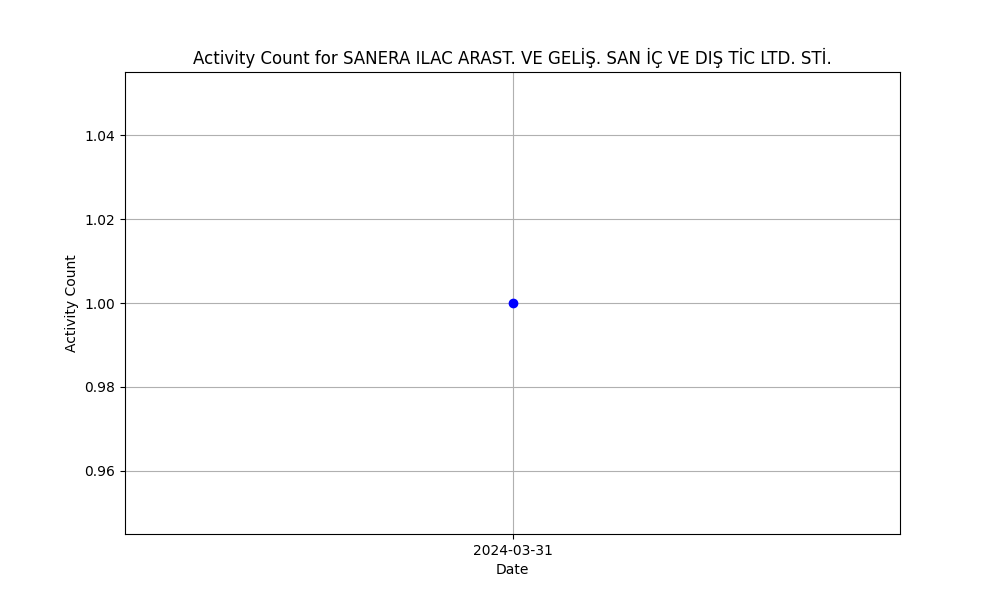 Activity Count for SANERA ILAC ARAST. VE GELİŞ. SAN İÇ VE DIŞ TİC LTD. STİ.
1.04
1.02
1.00
0.98
0.96
Activity Count
2024-03-31
Date